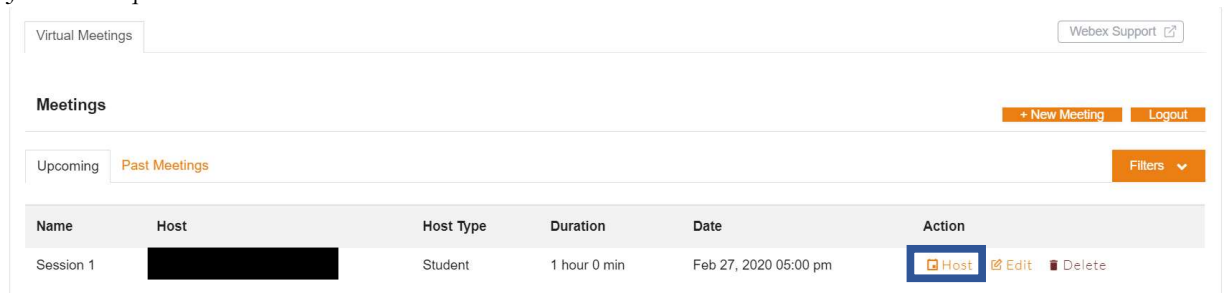 Virtual Meetings Webex Support
Meetings
+ New Meeting Logout
Upcoming Past Meetings Filters
Name Host Host Type Duration Date Action
Session 1 Student 1 hour 0 min Feb 27, 2020 05:00 pm Host Edit Delete